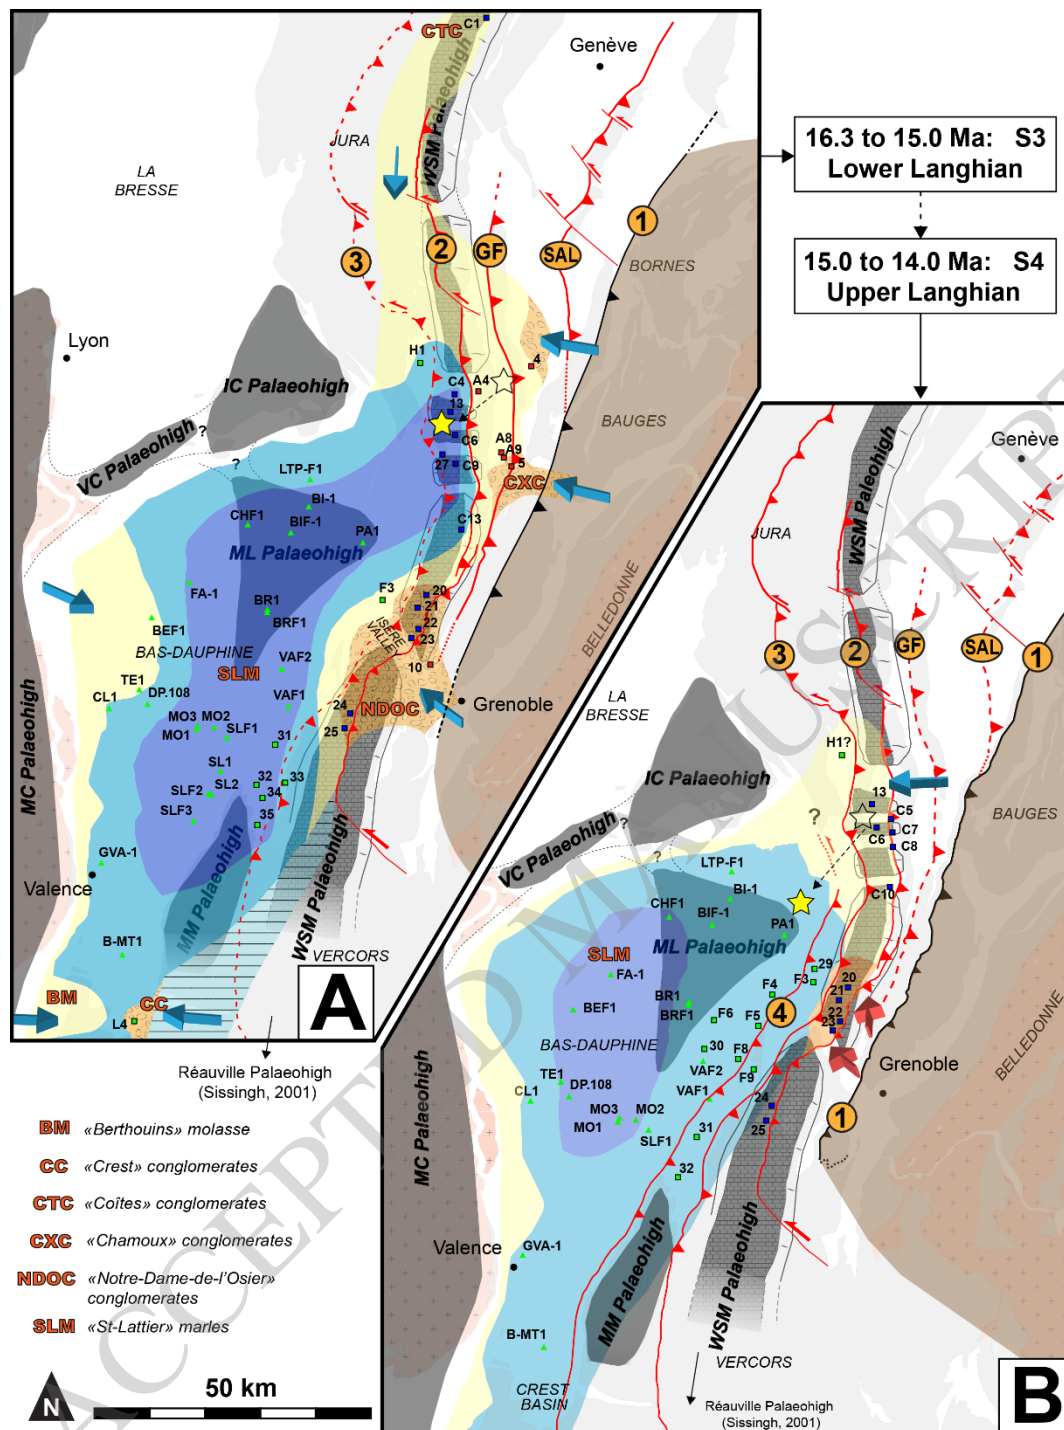 CTC
C1
Genève
JURA
WSM Palaeohigh
LA
BRESSE
3
2
GF
SAL
1
BORNES
Lyon
IC Palaeohigh
H1
4
C4
A4
13
BAUGES
C6
A8
A9
VC Palaeohigh
?
27
C9
5
?
LTP-F1
CXC
BI-1
CHF1
BIF-1
PA1
C13
ML Palaeohigh
FA-1
F3
20
BR1
21
BEF1
BRF1
ISERE
VALLEY
22
23
BELLEDONNE
BAS-DAUPHINE
SLM
VAF2
10
TE1
CL1
DP.108
VAF1
Grenoble
24
NDOC
MO3
MO2
25
MO1
SLF1
31
SL1
MC Palaeohigh
32
33
SLF2
SL2
34
SLF3
35
GVA-1
Valence
MM Palaeohigh
WSM Palaeohigh
B-MT1
VERCORS
BM
CC
L4
A
Réauville Palaeohigh
(Sissingh, 2001)
BM «Berthouins» molasse
CC «Crest» conglomerates
CTC «Coîtes» conglomerates
CXC «Chamoux» conglomerates
NDOC «Notre-Dame-de-l'Osier»
conglomerates
SLM «St-Lattier» marles
N
50 km
16.3 to 15.0 Ma: S3
Lower Langhian
15.0 to 14.0 Ma: S4
Upper Langhian
Genève
WSM Palaeohigh
JURA
3
2
GF
SAL
1
LA
BRESSE
H1?
IC Palaeohigh
13
C5
BAUGES
?
C6
C7
C8
VC Palaeohigh
?
?
LTP-F1
C10
BI-1
CHF1
BIF-1
PA1
ML Palaeohigh
SLM
FA-1
29
F3
20
F4
21
BR1
BEF1
BRF1
F6
4
22
F5
23
BAS-DAUPHINE
30
F8
BELLEDONNE
Grenoble
TE1
VAF2
F9
CL1
DP.108
VAF1
24
1
MO3
MO2
25
MO1
SLF1
31
32
MC Palaeohigh
Valence
GVA-1
MM Palaeohigh
WSM Palaeohigh
B-MT1
VERCORS
CREST
BASIN
Réauville Palaeohigh
(Sissingh, 2001)
B
ACCEPTED MANUSCRIPT